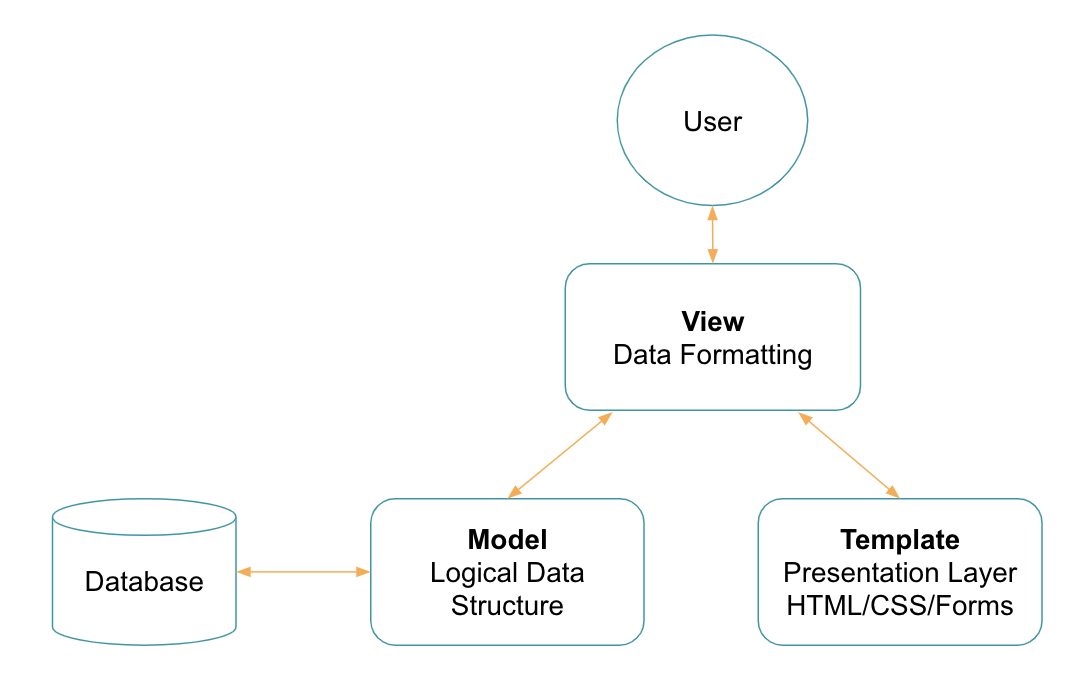 User
View
Data Formatting
Database
Model
Logical Data
Structure
Template
Presentation Layer
HTML/CSS/Forms